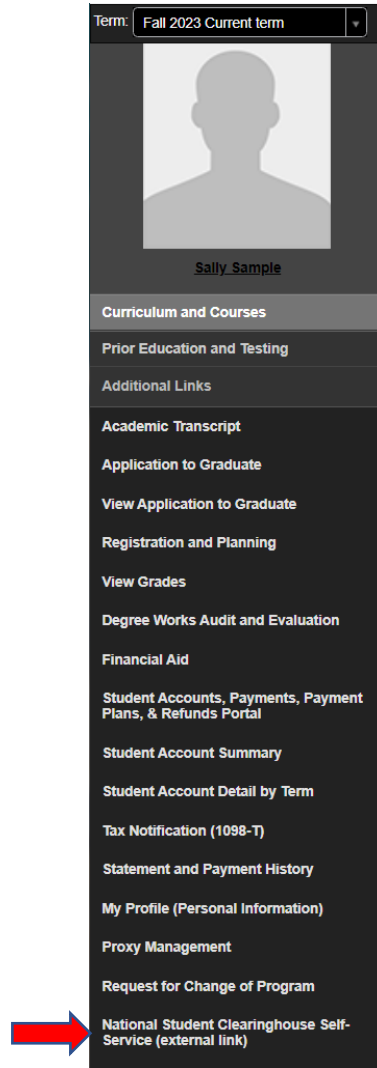 Term: Fall 2023 Current term
Sally Sample
Curriculum and Courses
Prior Education and Testing
Additional Links
Academic Transcript
Application to Graduate
View Application to Graduate
Registration and Planning
View Grades
Degree Works Audit and Evaluation
Financial Aid
Student Accounts, Payments, Payment
Plans, & Refunds Portal
Student Account Summary
Student Account Detail by Term
Tax Notification (1098-T)
Statement and Payment History
My Profile (Personal Information)
Proxy Management
Request for Change of Program
National Student Clearinghouse Self-
Service (external link)